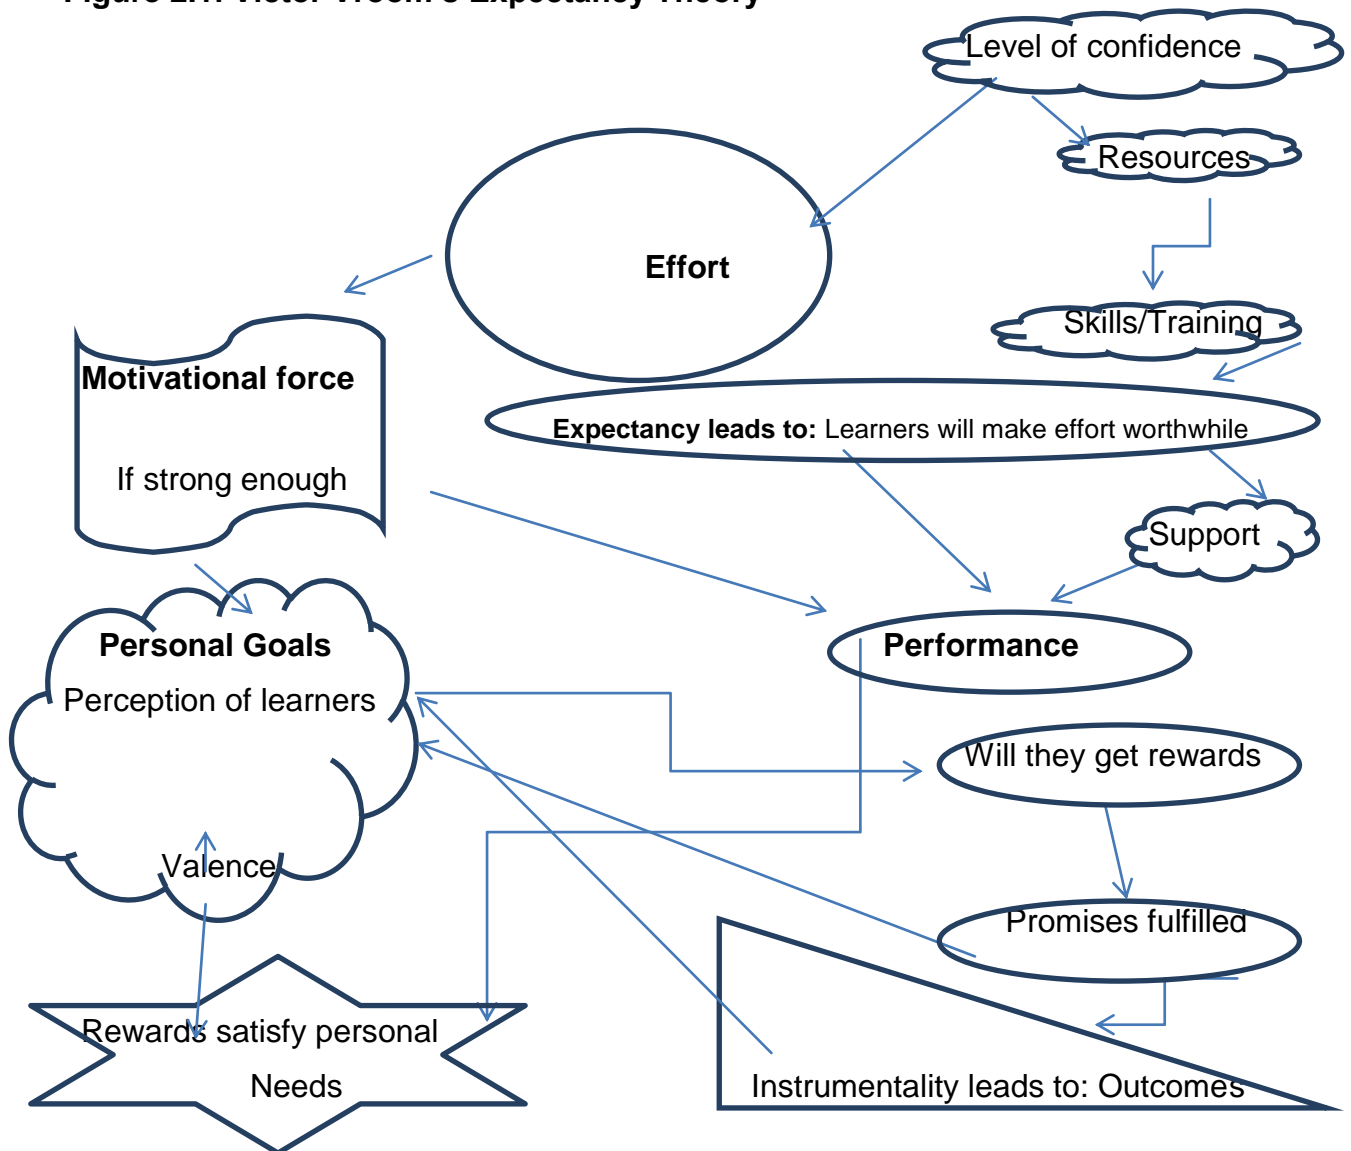 Level of confidence
Resources
Effort
Skills/Training
Motivational force
Expectancy leads to: Learners will make effort worthwhile
If strong enough
Support
Personal Goals
Performance
Perception of learners
Will they get rewards
Valence
Promises fulfilled
Rewards satisfy personal
Needs
Instrumentality leads to: Outcomes